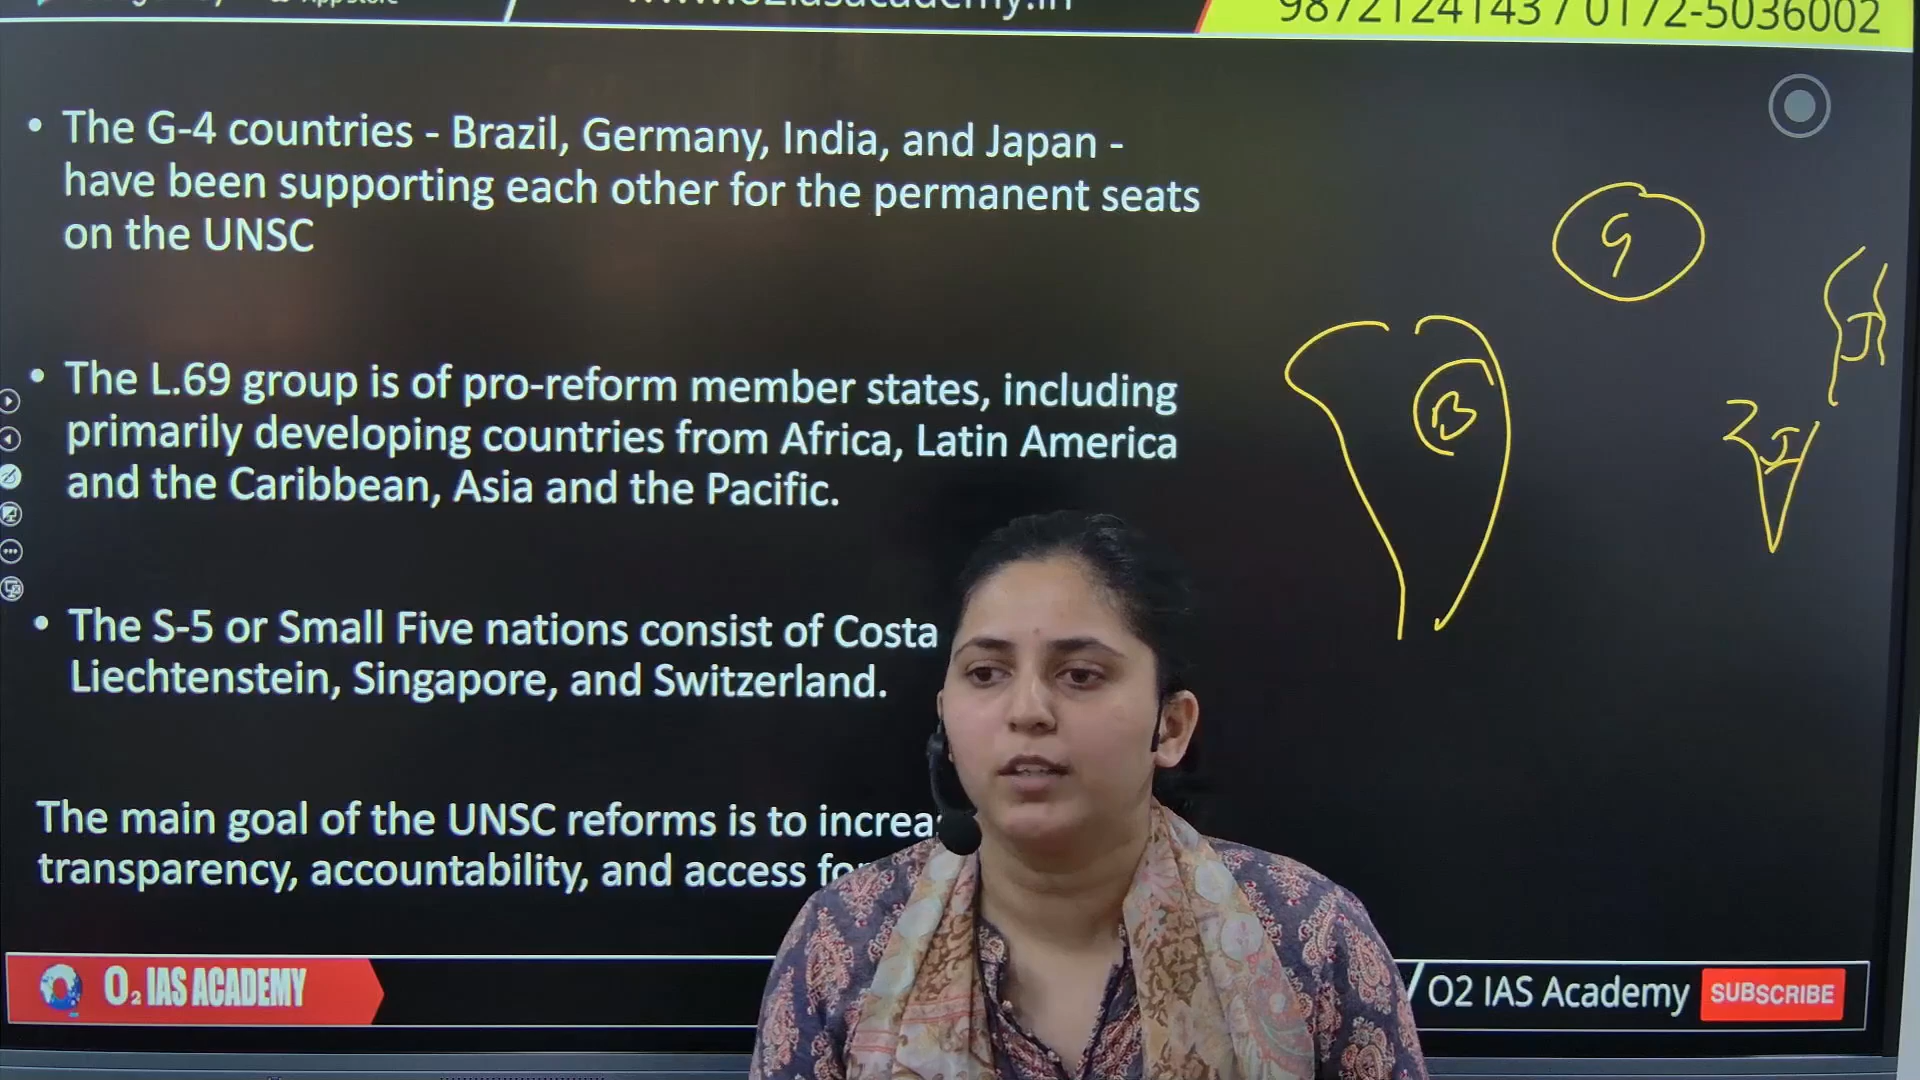 9872124143 / 0172-5036002
• The G-4 countries - Brazil, Germany, India, and Japan -
have been supporting each other for the permanent seats
on the UNSC
• The L.69 group is of pro-reform member states, including
primarily developing countries from Africa, Latin America
and the Caribbean, Asia and the Pacific.
• The S-5 or Small Five nations consist of Costa
Liechtenstein, Singapore, and Switzerland.
The main goal of the UNSC reforms is to
transparency, accountability, and access
G
B
J
I
O2 IAS ACADEMY
/ O2 IAS Academy SUBSCRIBE